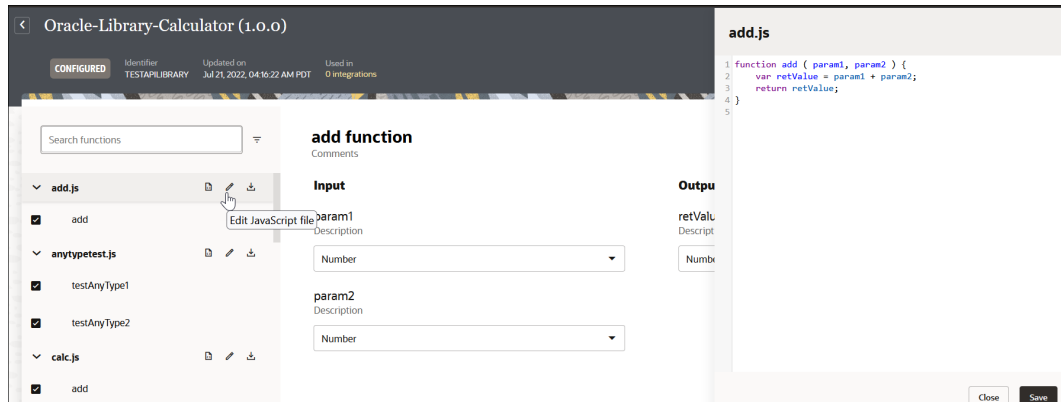 Oracle-Library-Calculator (1.0.0)
CONFIGURED
Identifier
TESTAPILIBRARY
Updated on
Jul 21, 2022, 04:16:22 AM PDT
Used in
0 integrations
Search functions
add.js
add
Edit JavaScript file
anytypetest.js
testAnyType1
testAnyType2
calc.js
add
add function
Comments
Input
param1
Description
Number
param2
Description
Number
Outpu
retValu
Descript
Numb
add.js
1 function add ( param1, param2 ) {
2     var retValue = param1 + param2;
3     return retValue;
4 }
5
Close
Save